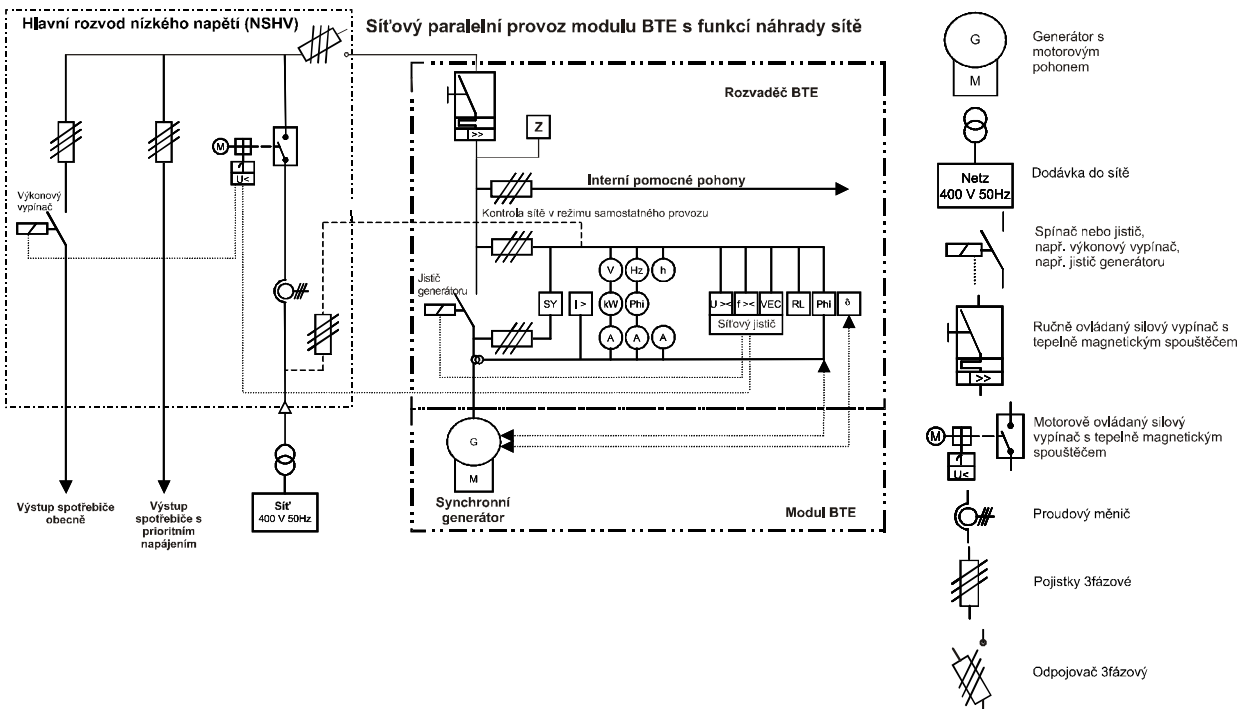 Hlavní rozvod nízkého napětí (NSHV)
Síťový paralelní provoz modulu BTE s funkcí náhrady sítě
Rozvaděč BTE
>>
Z
M
U<
Interní pomocné pohony
Výkonový
vypínač
Kontrola sítě v režimu samostatného provozu
Jistič
generátoru
V
Hz
h
SY
I >
kW
Phi
U ><
f ><
VEC
RL
Phi
δ
Síťový jistič
A
A
A
G
M
Synchronní
generátor
Modul BTE
Výstup spotřebiče
obecně
Výstup
spotřebiče s
prioritním
napájením
Síť
400 V 50Hz
G
M
Generátor s
motorovým
pohonem
Netz
400 V 50Hz
Dodávka do sítě
Spínač nebo jistič,
např. výkonový vypínač,
např. jistič generátoru
>>
Ručně ovládaný silový vypínač s
tepelně magnetickým spouštěčem
M
U<
Motorově ovládaný silový
vypínač s tepelně magnetickým
spouštěčem
Proudový měnič
Pojistky 3fázové
Odpojovač 3fázový